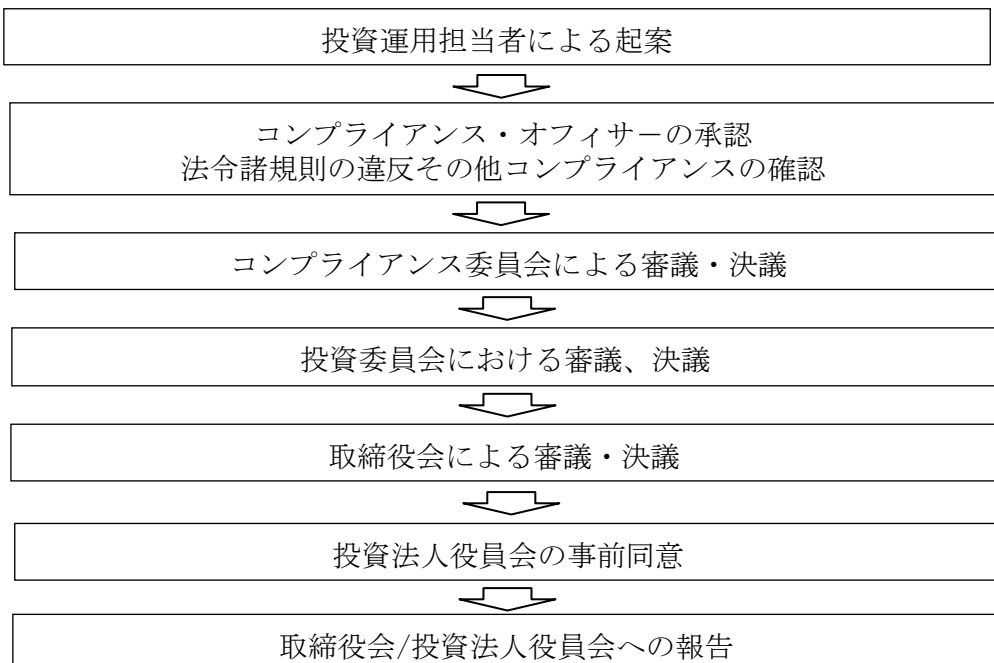 投資運用担当者による起案
コンプライアンス・オフィサーの承認
法令諸規則の違反その他コンプライアンスの確認
コンプライアンス委員会による審議・決議
投資委員会における審議、決議
取締役会による審議・決議
投資法人役員会の事前同意
取締役会/投資法人役員会への報告